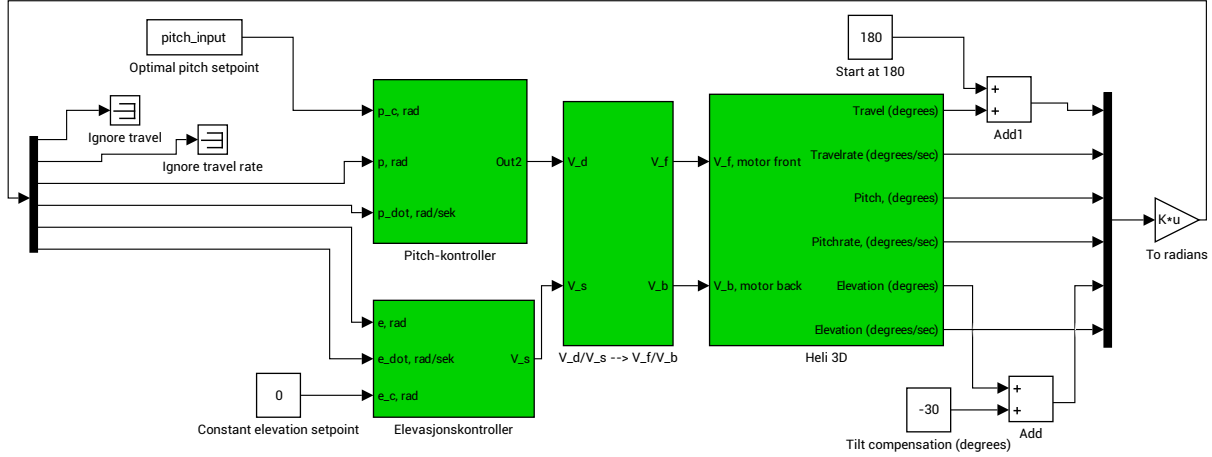 pitch_input
Optimal pitch setpoint
180
Start at 180
Ignore travel
Ignore travel rate
p_c, rad
p, rad
p_dot, rad/sek
Out2
Pitch-kontroller
V_d
V_s
V_f
V_b
V_d/V_s --> V_f/V_b
V_f, motor front
V_b, motor back
Travel (degrees)
Travelrate (degrees/sec)
Pitch, (degrees)
Pitchrate, (degrees/sec)
Elevation (degrees)
Elevation (degrees/sec)
Heli 3D
+
+
Add1
K*u
To radians
e, rad
e_dot, rad/sek
e_c, rad
V_s
Elevasjonskontroller
0
Constant elevation setpoint
-30
Tilt compensation (degrees)
+
+
Add